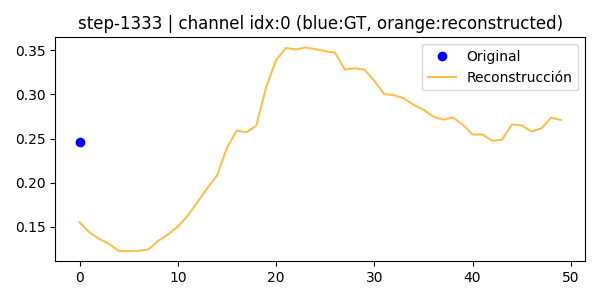 step-1333 | channel idx:0 (blue:GT, orange:reconstructed)
Original
Reconstrucción
0.35
0.30
0.25
0.20
0.15
0 10 20 30 40 50